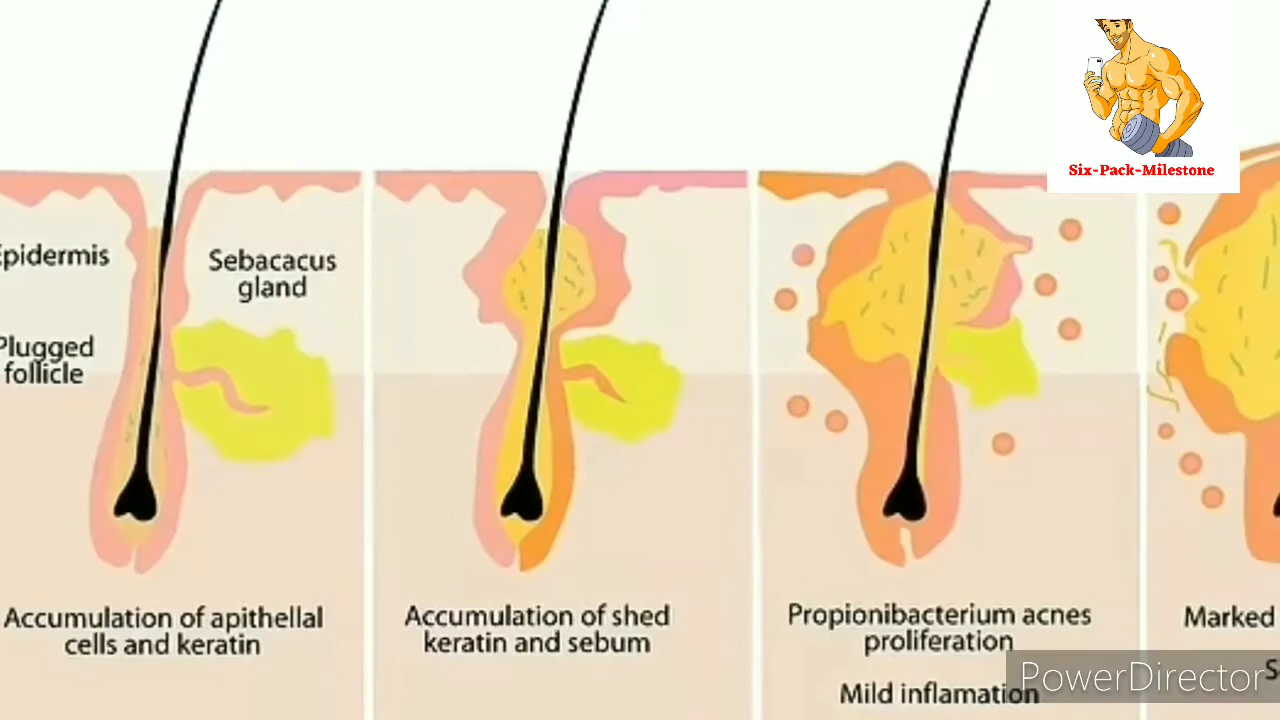 Six-Pack-Milestone
Epidermis
Sebacacus
gland
Plugged
follicle
Accumulation of apithellal
cells and keratin
Accumulation of shed
keratin and sebum
Propionibacterium acnes
proliferation
Mild inflamation
Marked
PowerDirector